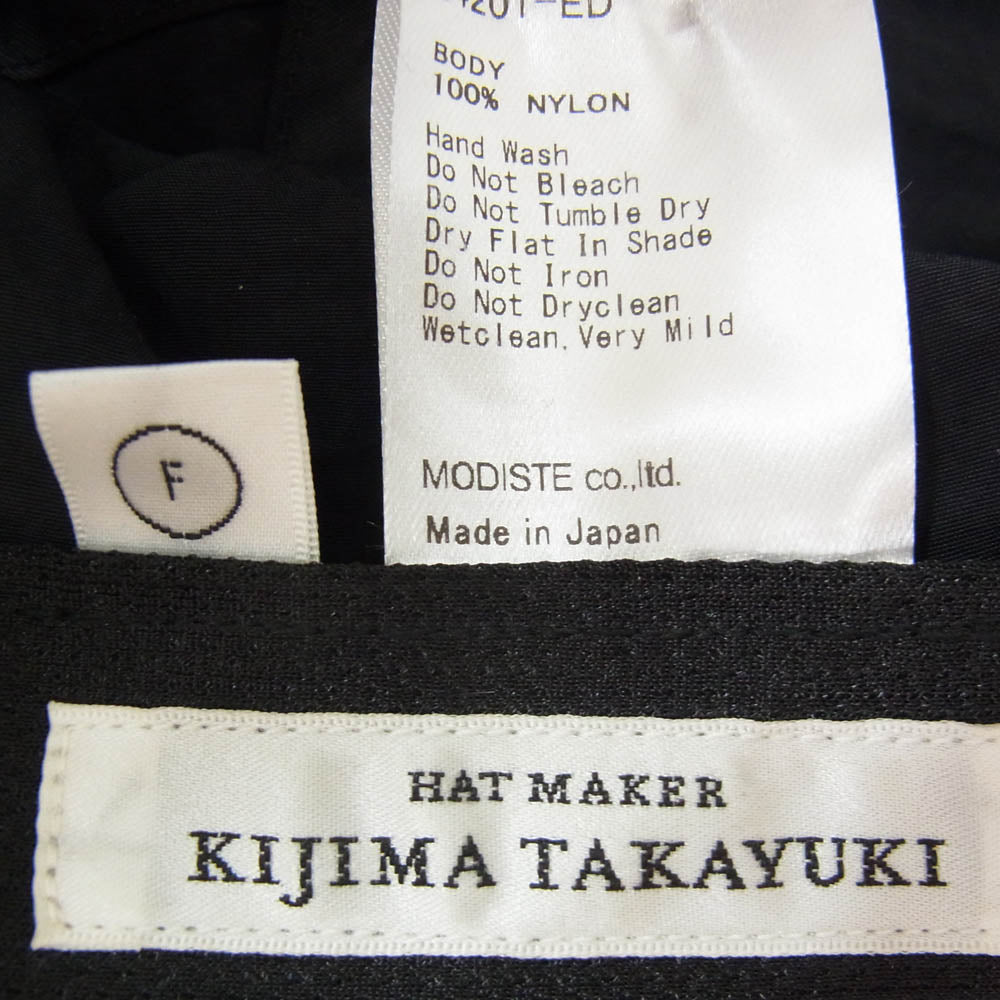 BODY
100% NYLON
Hand Wash
Do Not Bleach
Do Not Tumble Dry
Dry Flat In Shade
Do Not Iron
Do Not Dryclean
Wetclean.Very Mild
F
MODISTE co.,ltd.
Made in Japan
HAT MAKER
KIJIMA TAKAYUKI